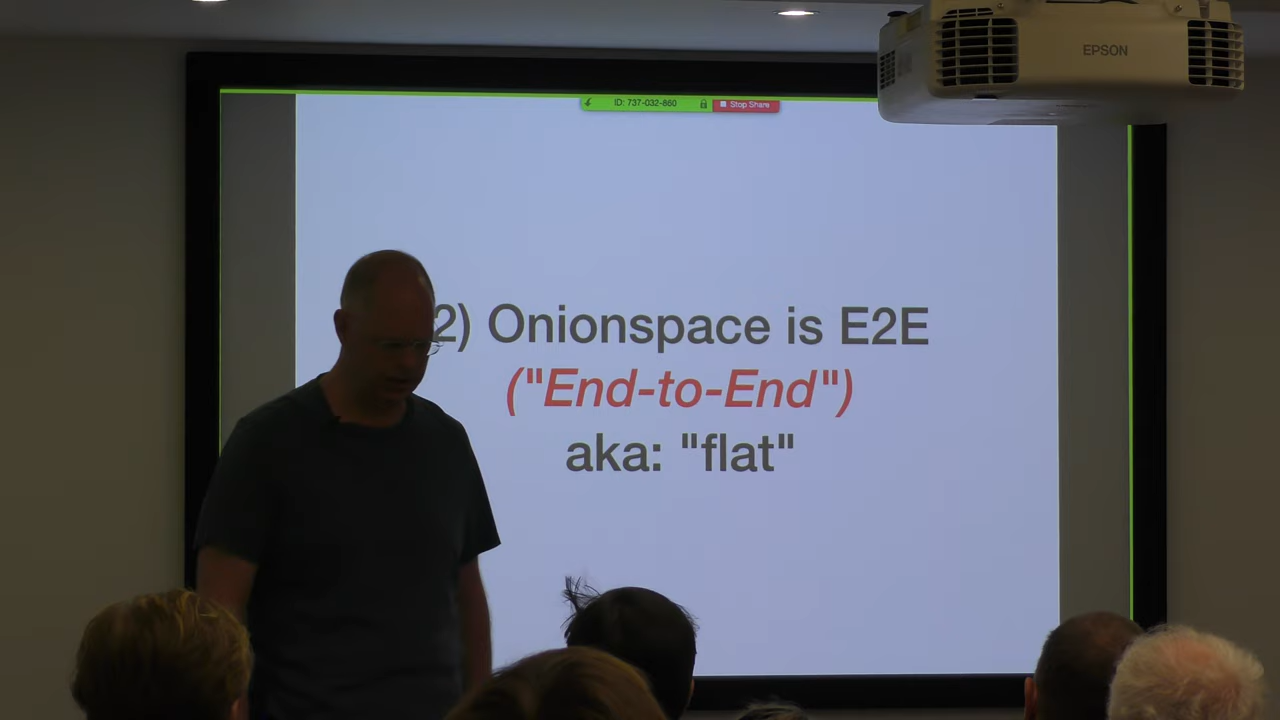 EPSON
ID: 737-032-860 Stop Share
2) Onionspace is E2E
("End-to-End")
aka: "flat"